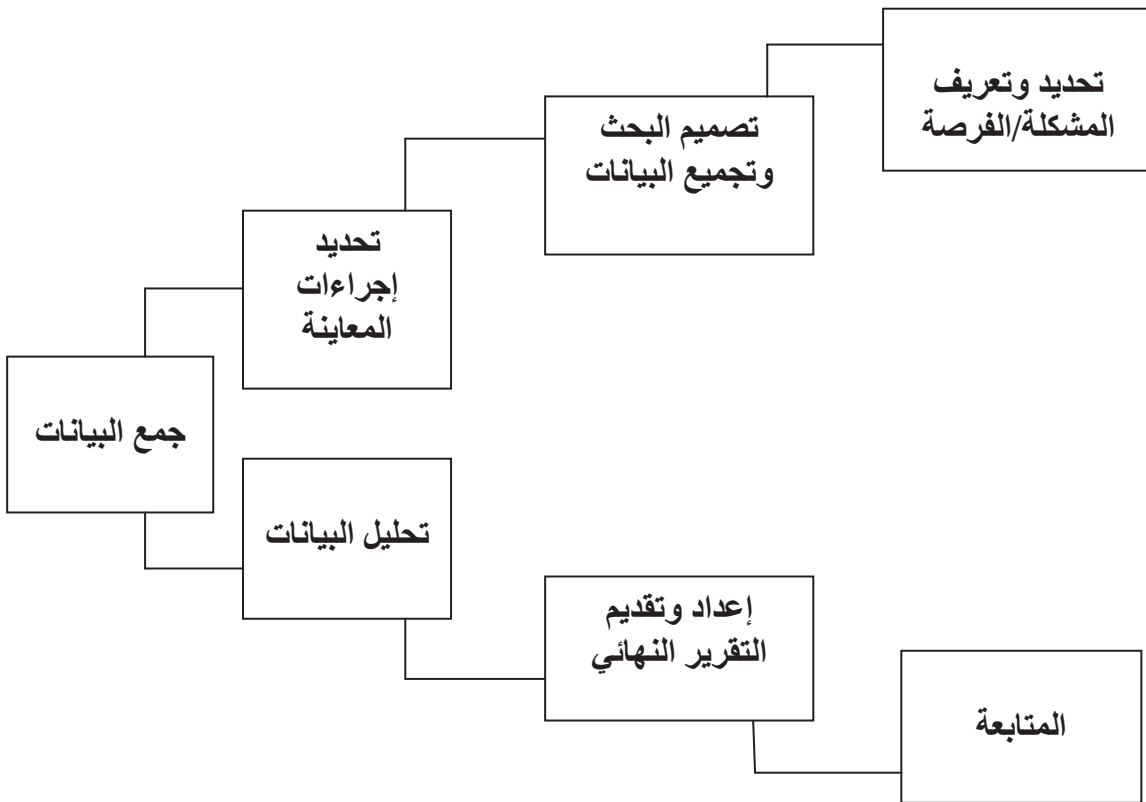 تحديد وتعريف
المشكلة/الفرصة
تصميم البحث
وتجميع البيانات
تحديد
إجراءات
المعاينة
جمع البيانات
تحليل البيانات
إعداد وتقديم
التقرير النهائي
المتابعة